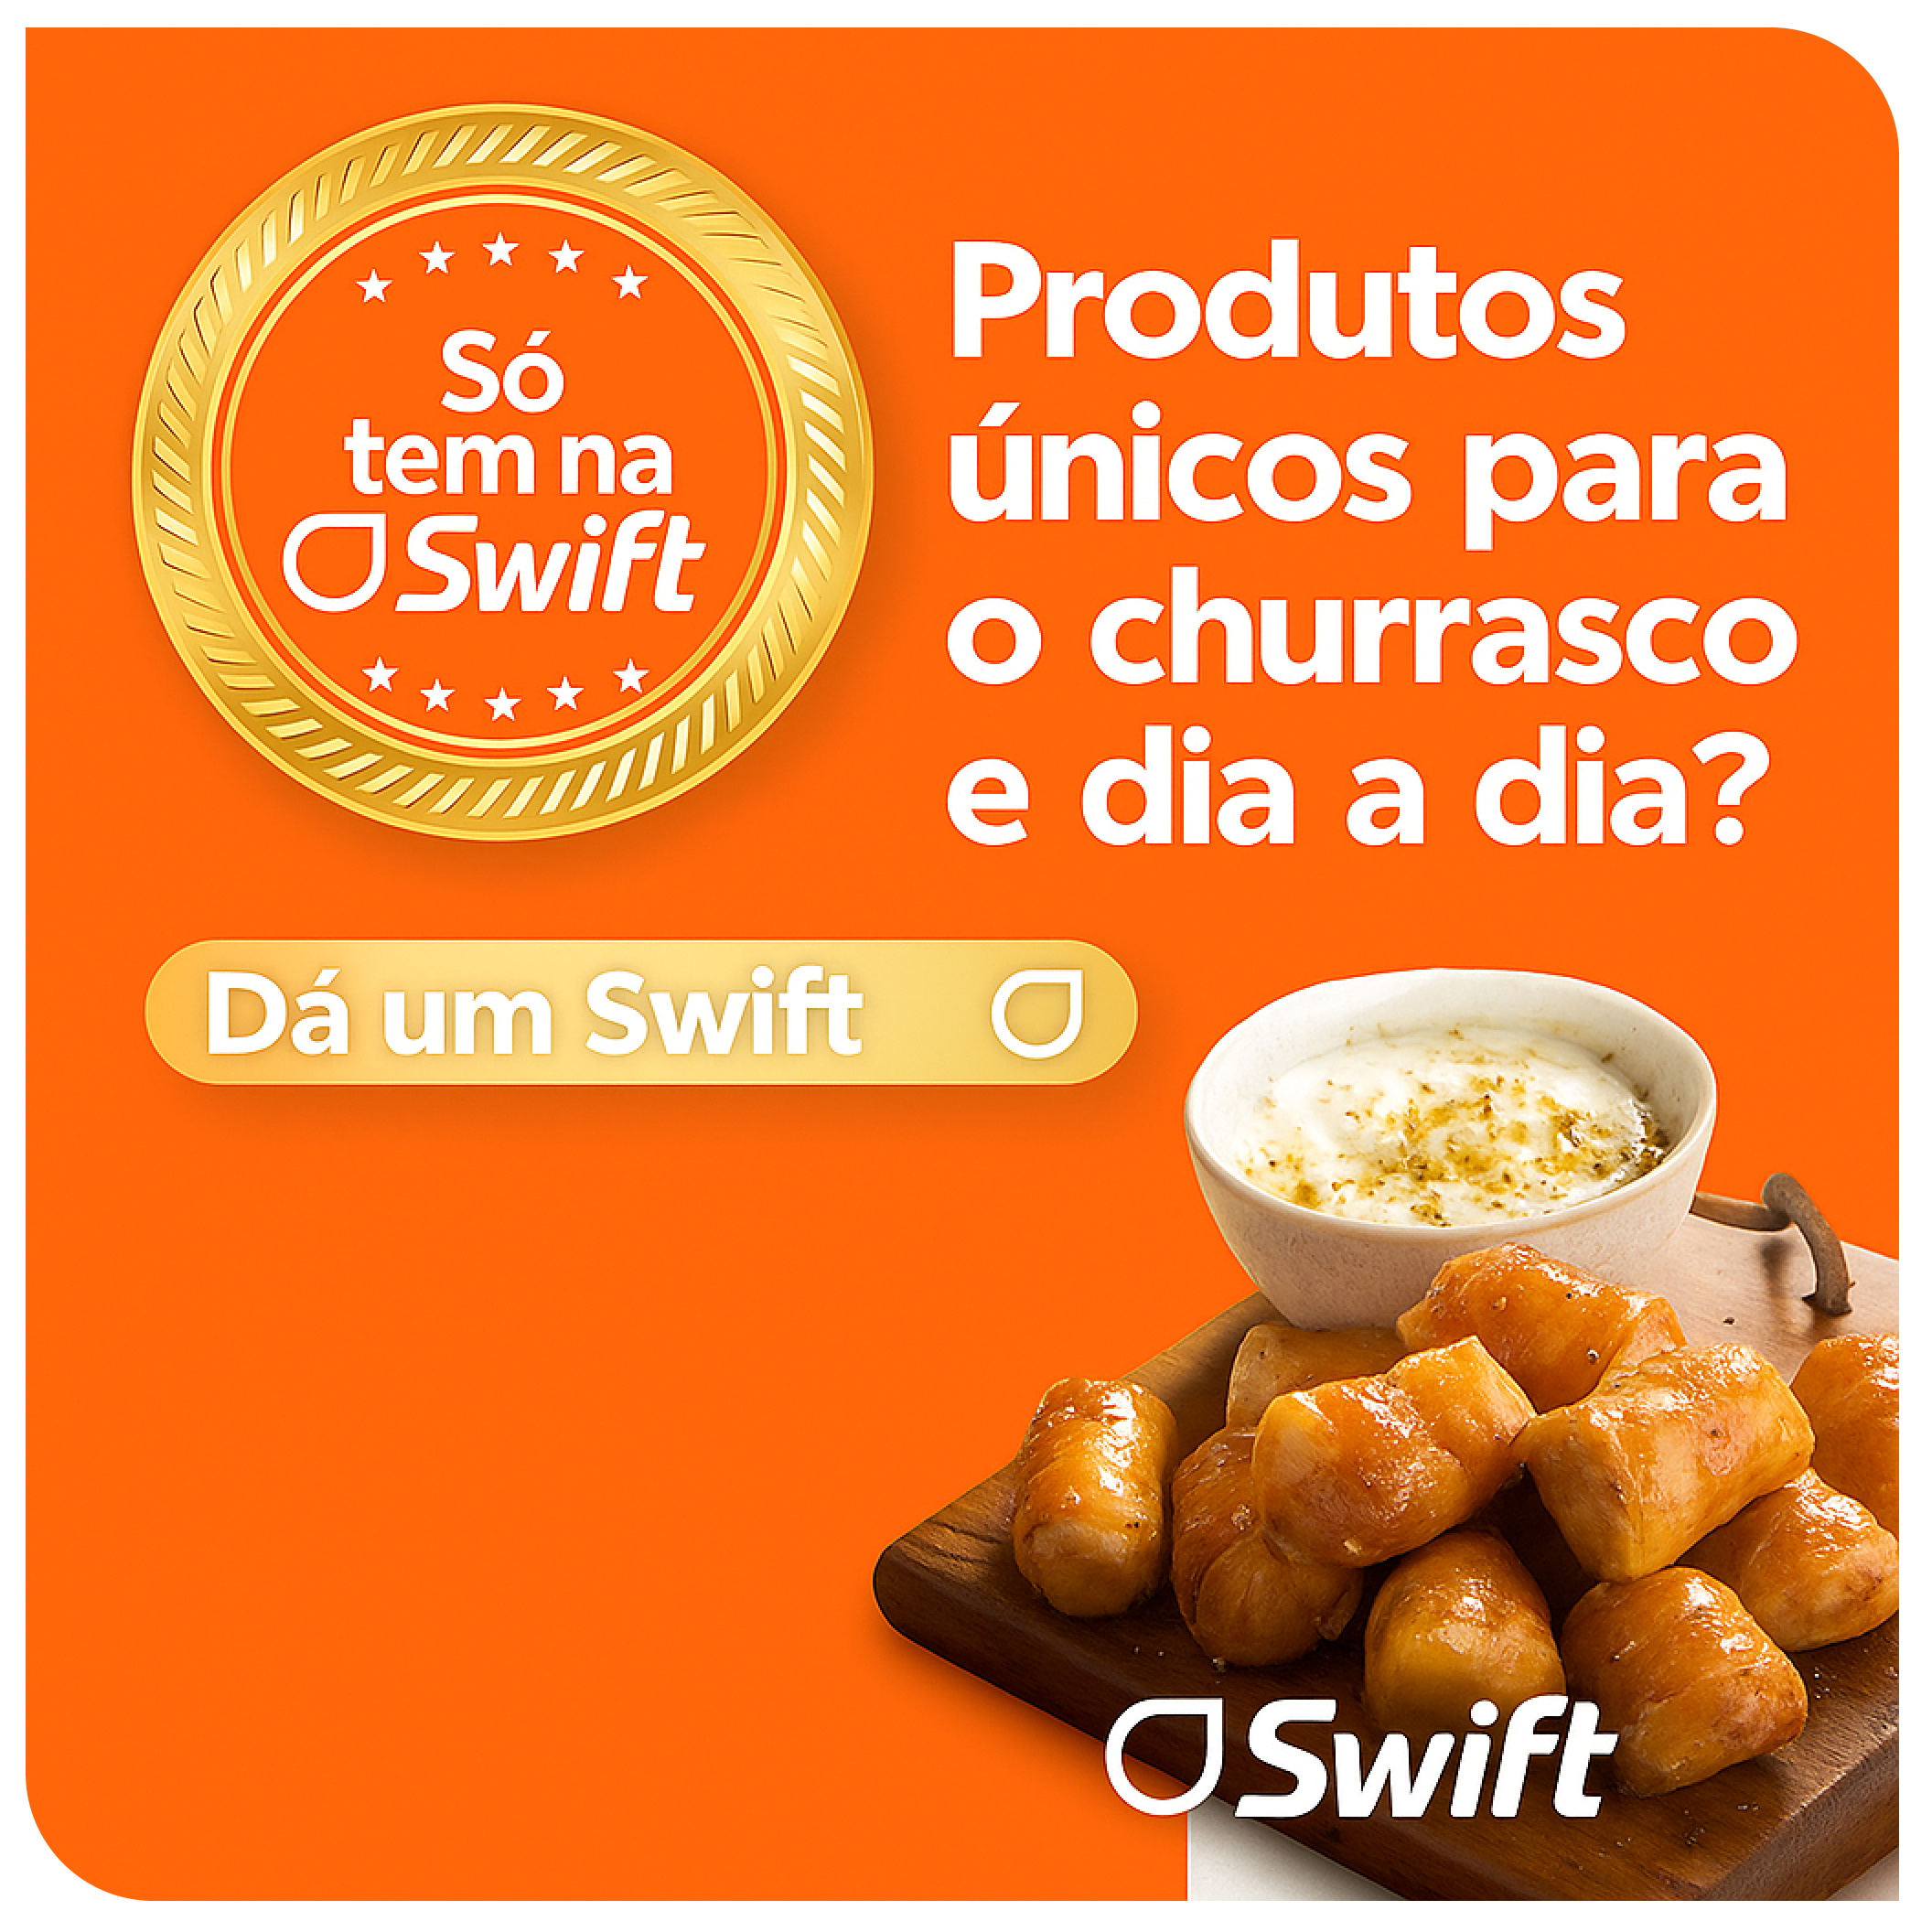 Só
tem na
Swift
Produtos
únicos para
o churrasco
e dia a dia?
Dá um Swift
Swift